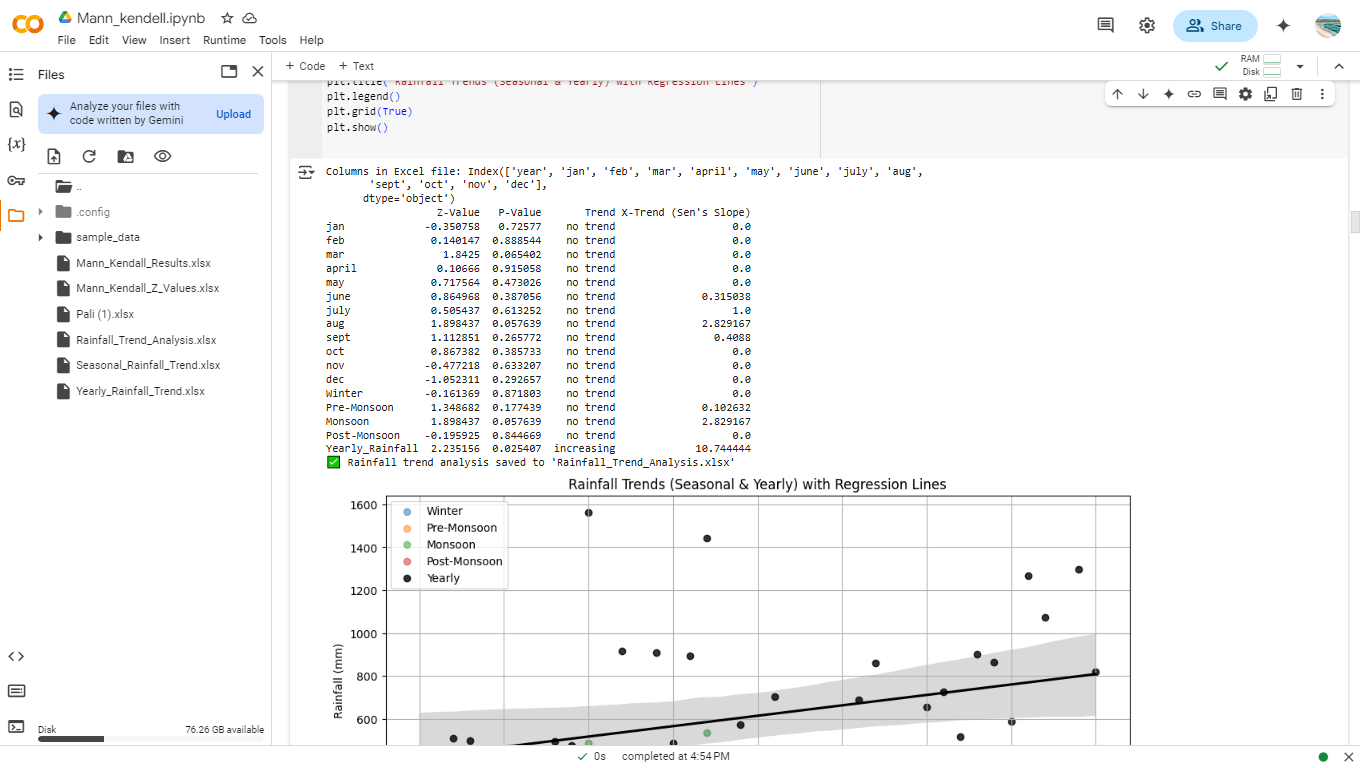 Mann_kendell.ipynb
File Edit View Insert Runtime Tools Help
Share
Files
+ Code + Text
RAM
Disk
Analyze your files with
code written by Gemini
Upload
..
.config
sample_data
Mann_Kendall_Results.xlsx
Mann_Kendall_Z_Values.xlsx
Pali (1).xlsx
Rainfall_Trend_Analysis.xlsx
Seasonal_Rainfall_Trend.xlsx
Yearly_Rainfall_Trend.xlsx
Disk 76.26 GB available
{x}
plt.title("Rainfall Trends (Seasonal & Yearly) with Regression Lines")
plt.legend()
plt.grid(True)
plt.show()
Columns in Excel file: Index(['year', 'jan', 'feb', 'mar', 'april', 'may', 'june', 'july', 'aug',
'sept', 'oct', 'nov', 'dec'],
dtype='object')
Z-Value P-Value Trend X-Trend (Sen's Slope)
jan -0.350758 0.72577 no trend 0.0
feb 0.140147 0.888544 no trend 0.0
mar 1.8425 0.065402 no trend 0.0
april 0.10666 0.915058 no trend 0.0
may 0.717564 0.473026 no trend 0.0
june 0.864968 0.387056 no trend 0.315038
july 0.505437 0.613252 no trend 1.0
aug 1.898437 0.057639 no trend 2.829167
sept 1.112851 0.265772 no trend 0.4088
oct 0.867382 0.385733 no trend 0.0
nov -0.477218 0.633207 no trend 0.0
dec -1.052311 0.292657 no trend 0.0
Winter -0.161369 0.871803 no trend 0.0
Pre-Monsoon 1.348682 0.177439 no trend 0.102632
Monsoon 1.898437 0.057639 no trend 2.829167
Post-Monsoon -0.195925 0.844669 no trend 0.0
Yearly_Rainfall 2.235156 0.025407 increasing 10.744444
✅ Rainfall trend analysis saved to 'Rainfall_Trend_Analysis.xlsx'
Rainfall Trends (Seasonal & Yearly) with Regression Lines
Winter
Pre-Monsoon
Monsoon
Post-Monsoon
Yearly
1600
1400
1200
1000
800
600
Rainfall (mm)
0s completed at 4:54 PM